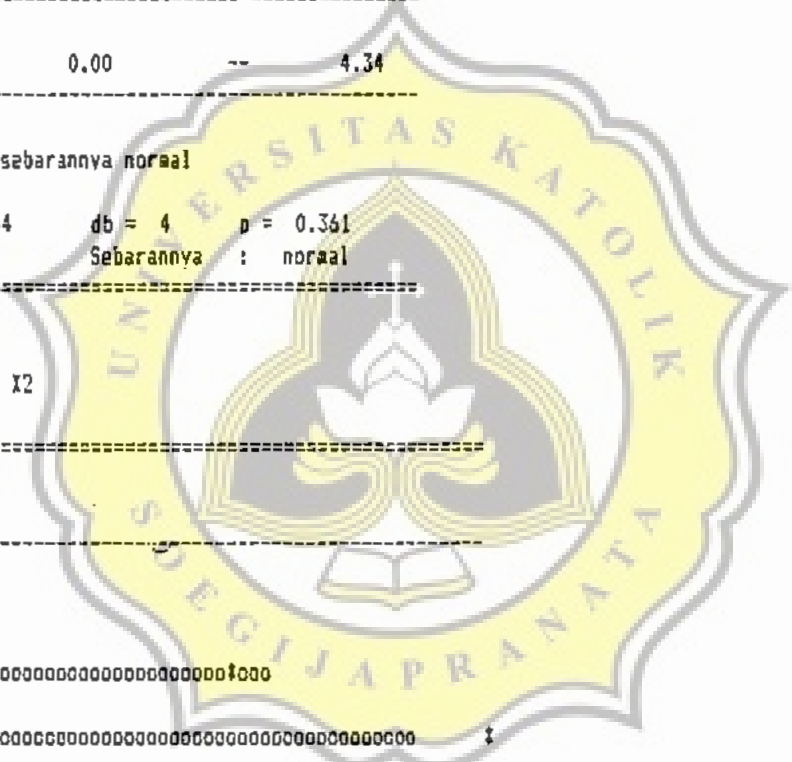 0.00 -- 4.34
sebarannya normal
4 db = 4 p = 0.361
Sebarannya : normal
X2
UNIVERSITAS KATOLIK
SOEGIJAPRANATA